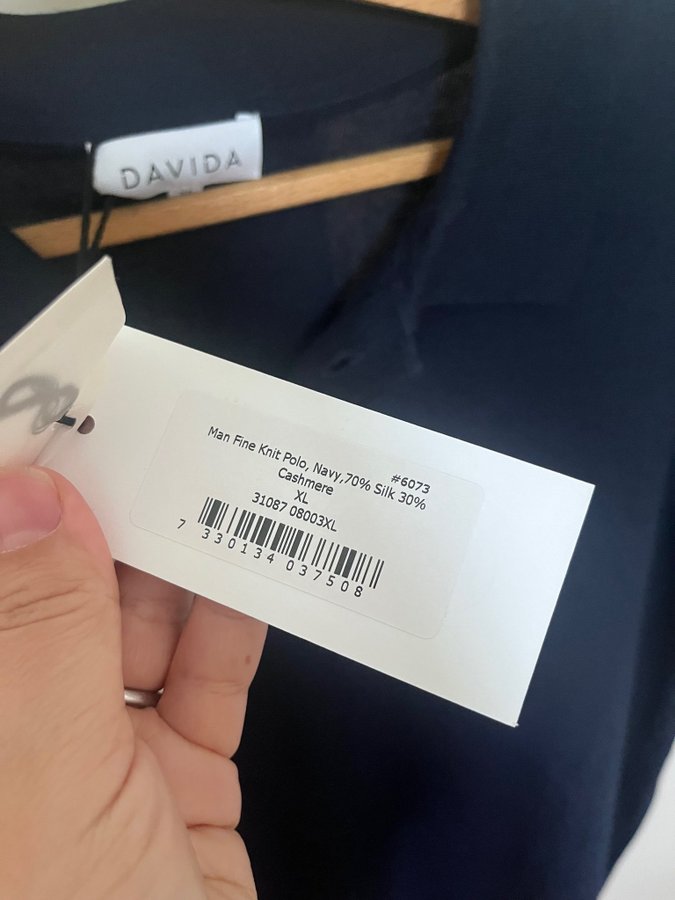 DAVIDA
#6073
Man Fine Knit Polo, Navy,70% Silk 30%
Cashmere
XL
31087 08003XL
7 330134 037508